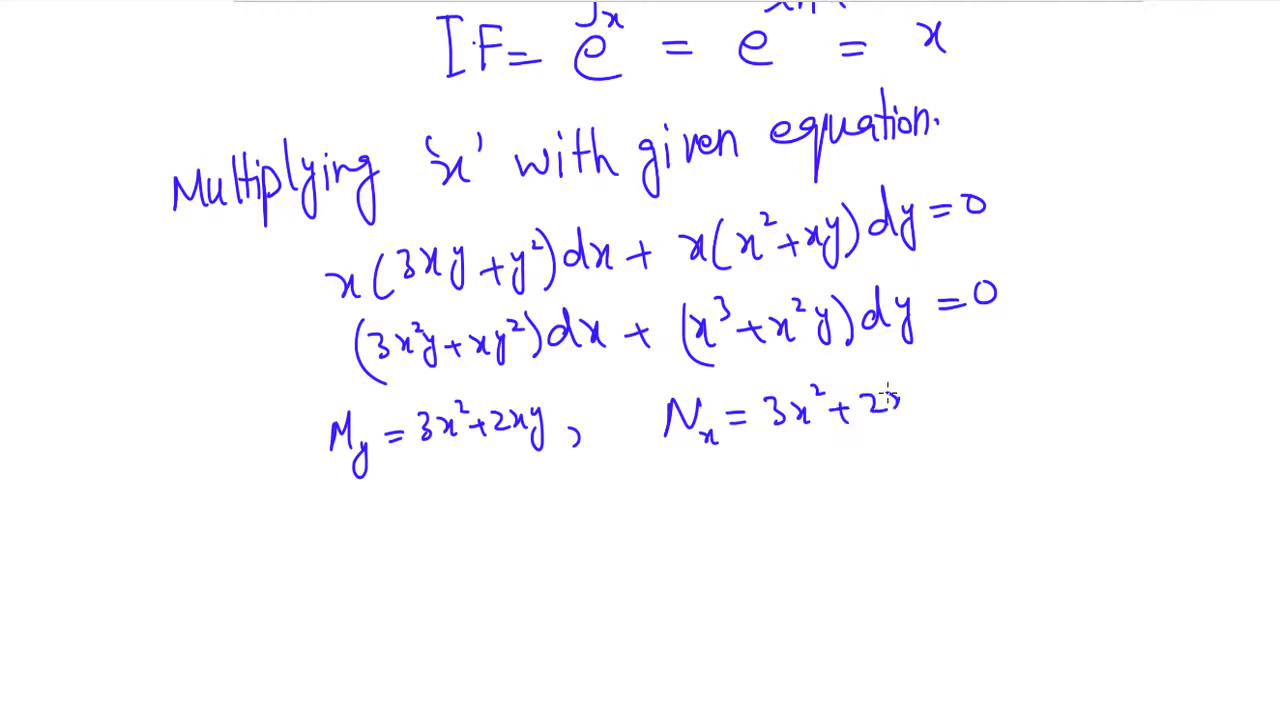 I.F = e^∫x = e = x
Multiplying 'x' with given equation.
x(3xy + y²)dx + x(x² + xy)dy = 0
(3x²y + xy²)dx + (x³ + x²y)dy = 0
My = 3x² + 2xy, Nx = 3x² + 2x